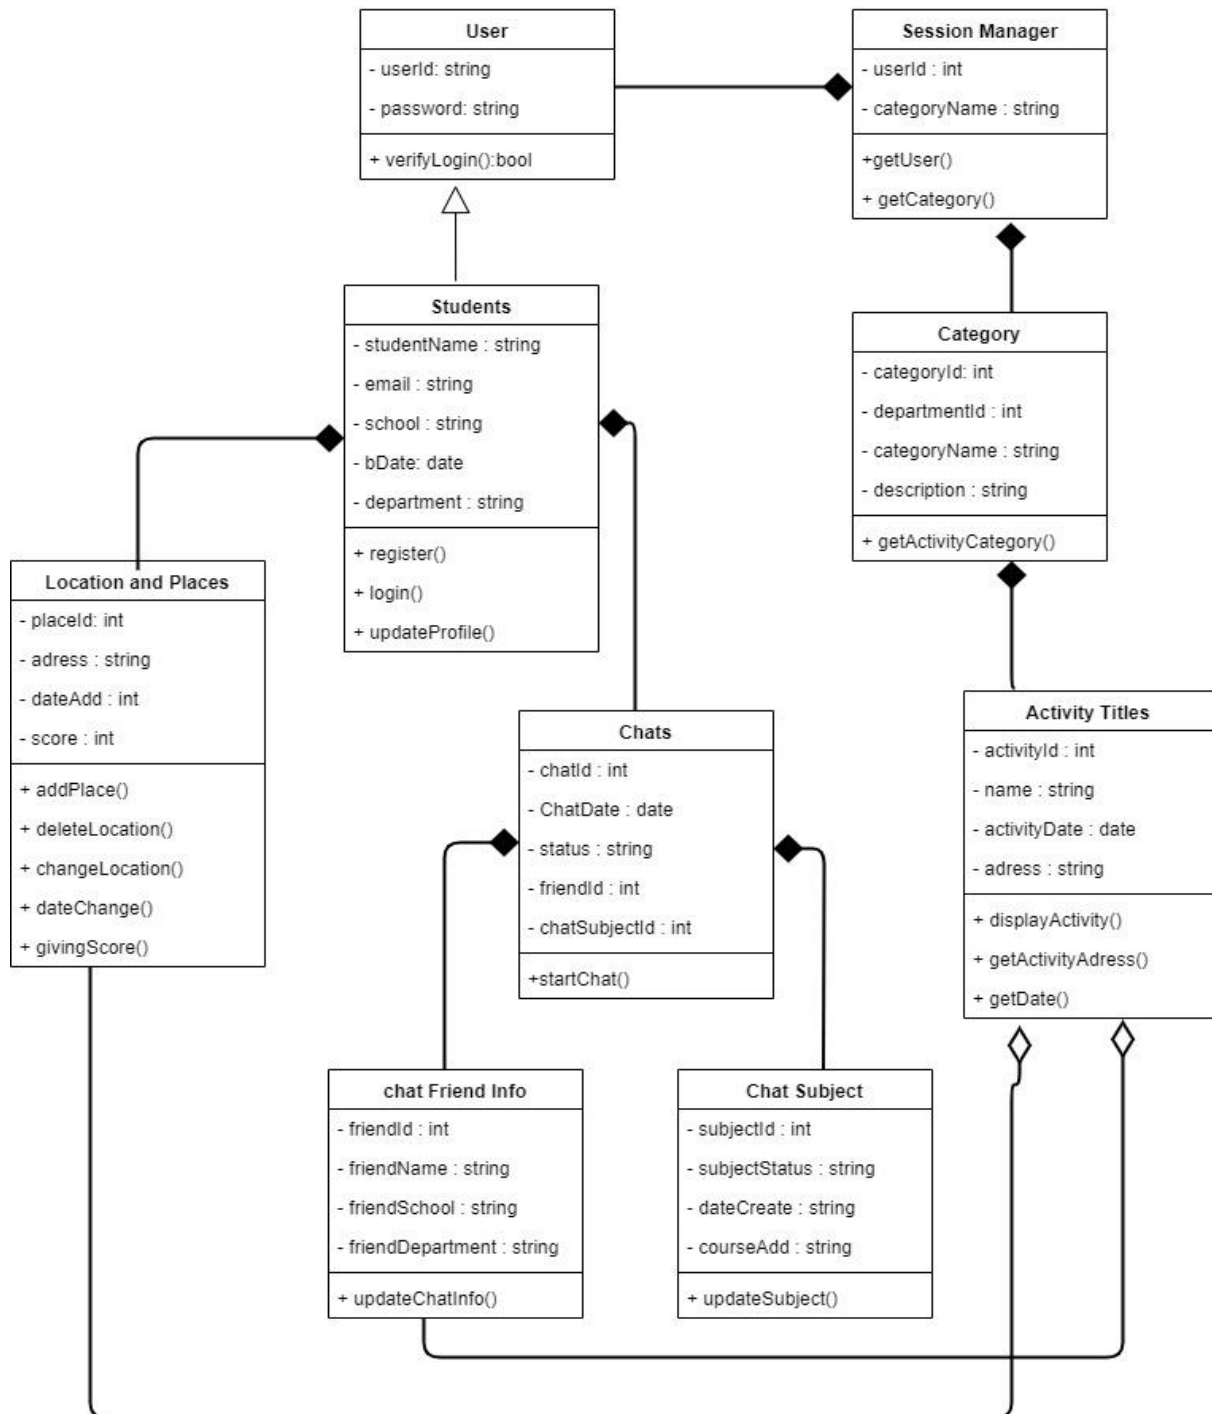 User
- userId: string
- password: string
+ verifyLogin():bool
Session Manager
- userId : int
- categoryName : string
+getUser()
+ getCategory()
Students
- studentName : string
- email : string
- school : string
- bDate: date
- department : string
+ register()
+ login()
+ updateProfile()
Category
- categoryId: int
- departmentId : int
- categoryName : string
- description : string
+ getActivityCategory()
Location and Places
- placeId: int
- adress : string
- dateAdd : int
- score : int
+ addPlace()
+ deleteLocation()
+ changeLocation()
+ dateChange()
+ givingScore()
Chats
- chatId : int
- ChatDate : date
- status : string
- friendId : int
- chatSubjectId : int
+startChat()
Activity Titles
- activityId : int
- name : string
- activityDate : date
- adress : string
+ displayActivity()
+ getActivityAdress()
+ getDate()
chat Friend Info
- friendId : int
- friendName : string
- friendSchool : string
- friendDepartment : string
+ updateChatInfo()
Chat Subject
- subjectId : int
- subjectStatus : string
- dateCreate : string
- courseAdd : string
+ updateSubject()